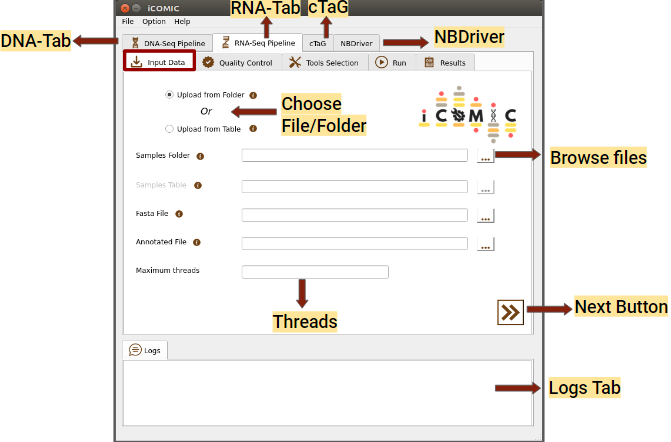 RNA-Tab cTaG
iCOMIC
File Option Help
DNA-Tab
DNA-Seq Pipeline RNA-Seq Pipeline cTaG NBDriver
NBDriver
Input Data Quality Control Tools Selection Run Results
Upload from Folder
Or
Upload from Table
Choose
File/Folder
iCOMIC
Samples Folder
...
Browse files
Samples Table
...
Fasta File
...
Annotated File
...
Maximum threads
Threads
Next Button
Logs
Logs Tab